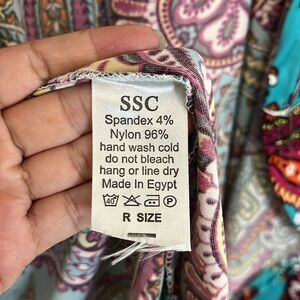 SSC
Spandex 4%
Nylon 96%
hand wash cold
do not bleach
hang or line dry
Made In Egypt
R SIZE